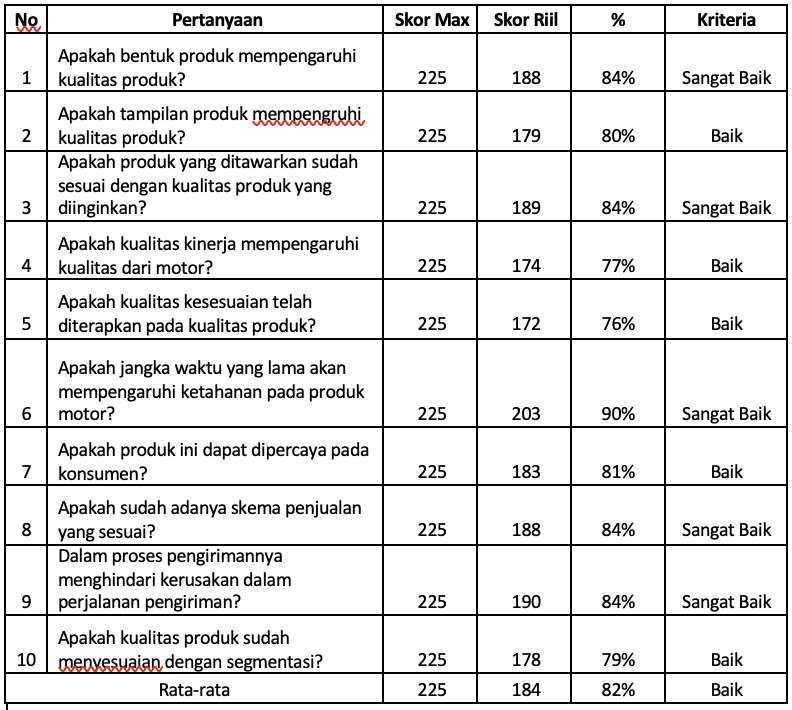 No Pertanyaan Skor Max Skor Riil % Kriteria
Apakah bentuk produk mempengaruhi
1 kualitas produk? 225 188 84% Sangat Baik
Apakah tampilan produk mempengruhi
2 kualitas produk? 225 179 80% Baik
Apakah produk yang ditawarkan sudah
sesuai dengan kualitas produk yang
3 diinginkan? 225 189 84% Sangat Baik
Apakah kualitas kinerja mempengaruhi
4 kualitas dari motor? 225 174 77% Baik
Apakah kualitas kesesuaian telah
5 diterapkan pada kualitas produk? 225 172 76% Baik
Apakah jangka waktu yang lama akan
mempengaruhi ketahanan pada produk
6 motor? 225 203 90% Sangat Baik
Apakah produk ini dapat dipercaya pada
7 konsumen? 225 183 81% Baik
Apakah sudah adanya skema penjualan
8 yang sesuai? 225 188 84% Sangat Baik
Dalam proses pengirimannya
menghindari kerusakan dalam
9 perjalanan pengiriman? 225 190 84% Sangat Baik
Apakah kualitas produk sudah
10 menyesuaian dengan segmentasi? 225 178 79% Baik
Rata-rata 225 184 82% Baik